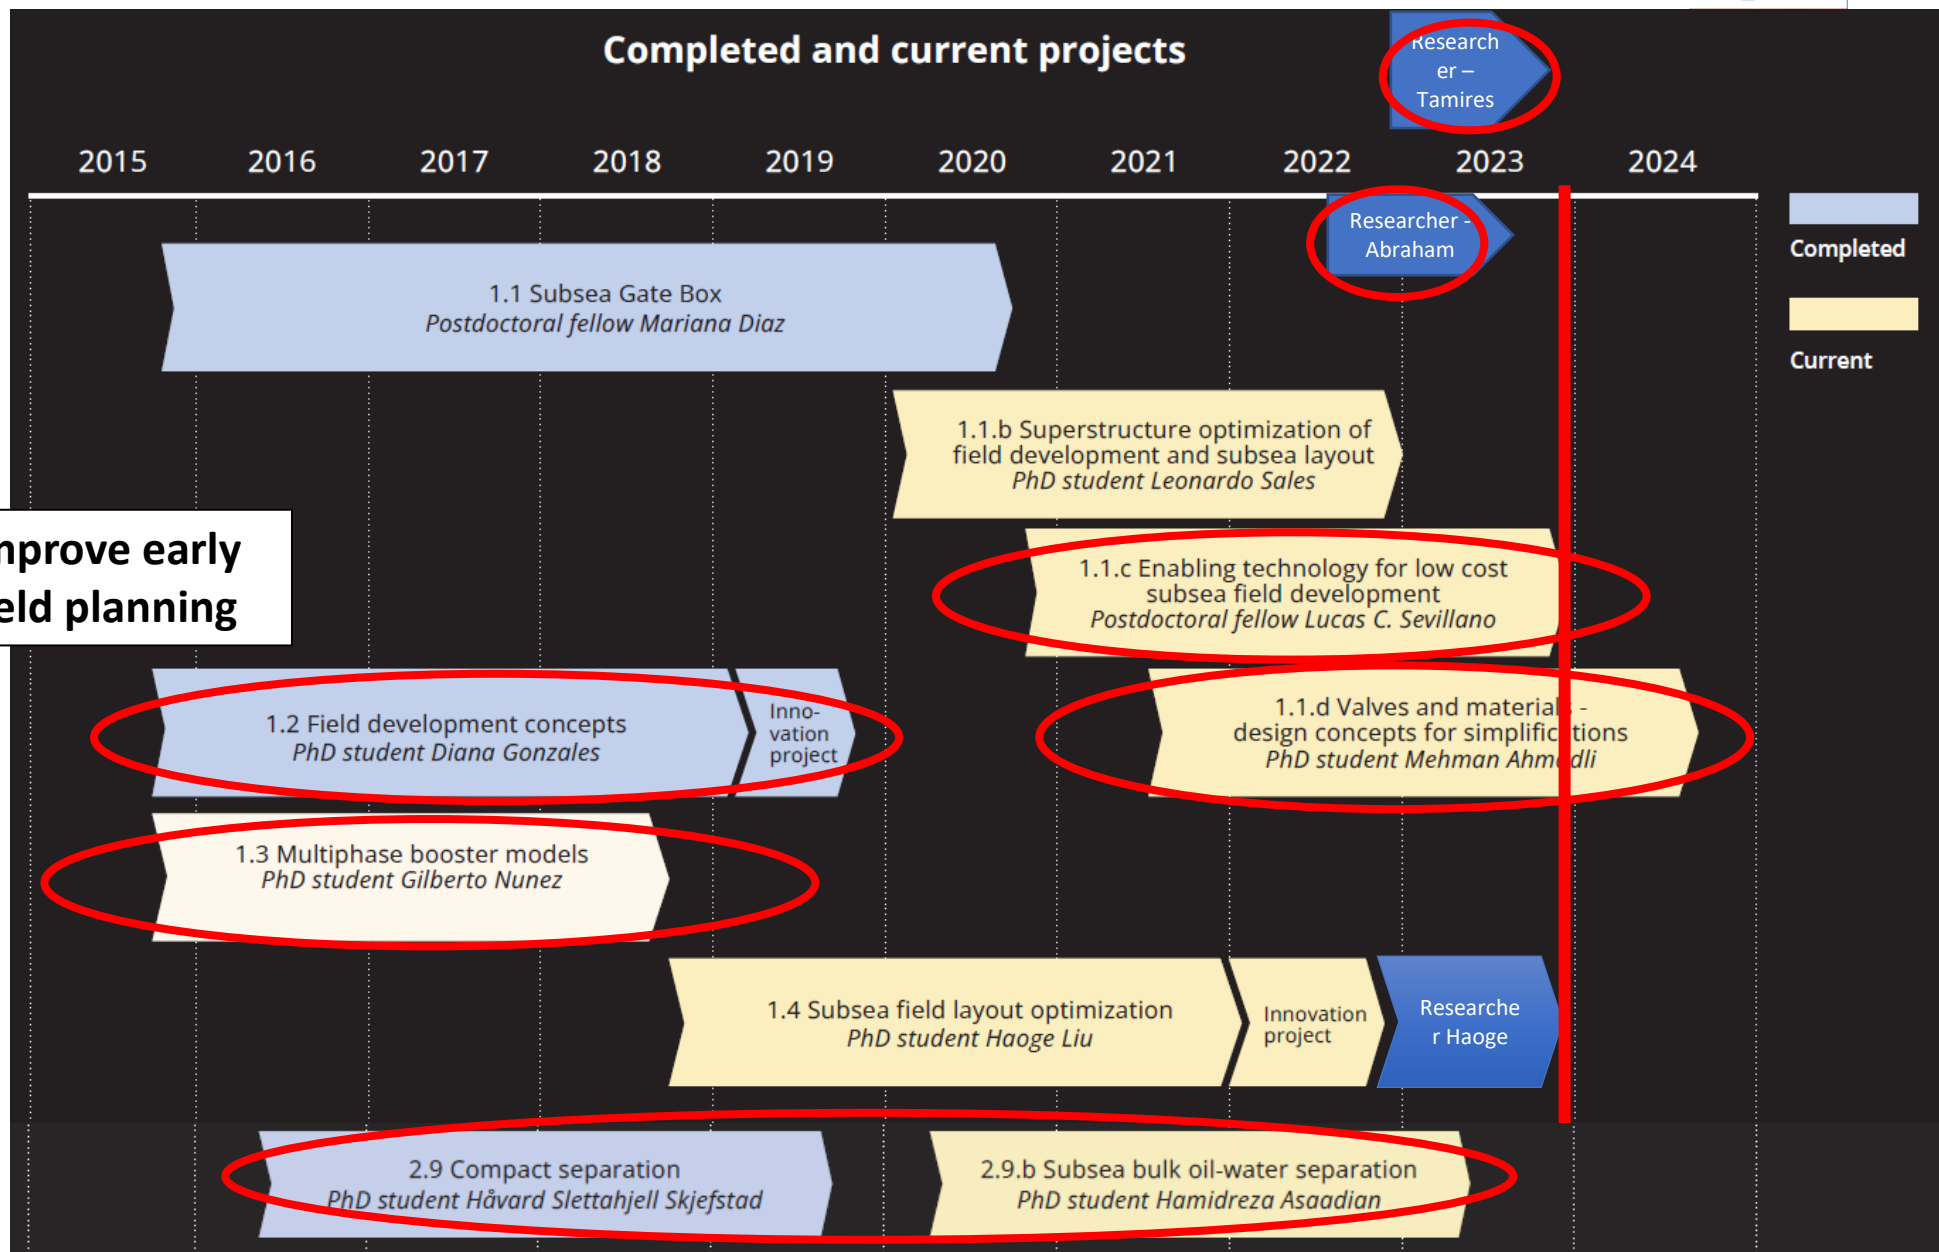 Completed and current projects
Research
er –
Tamires
2015 2016 2017 2018 2019 2020 2021 2022 2023 2024
Researcher -
Abraham
Completed
Current
1.1 Subsea Gate Box
Postdoctoral fellow Mariana Diaz
1.1.b Superstructure optimization of
field development and subsea layout
PhD student Leonardo Sales
mprove early
eld planning
1.1.c Enabling technology for low cost
subsea field development
Postdoctoral fellow Lucas C. Sevillano
1.2 Field development concepts
PhD student Diana Gonzales
Inno-
vation
project
1.1.d Valves and materials -
design concepts for simplifications
PhD student Mehman Ahmadli
1.3 Multiphase booster models
PhD student Gilberto Nunez
1.4 Subsea field layout optimization
PhD student Haoge Liu
Innovation
project
Researche
r Haoge
2.9 Compact separation
PhD student Håvard Slettahjell Skjefstad
2.9.b Subsea bulk oil-water separation
PhD student Hamidreza Asaadian